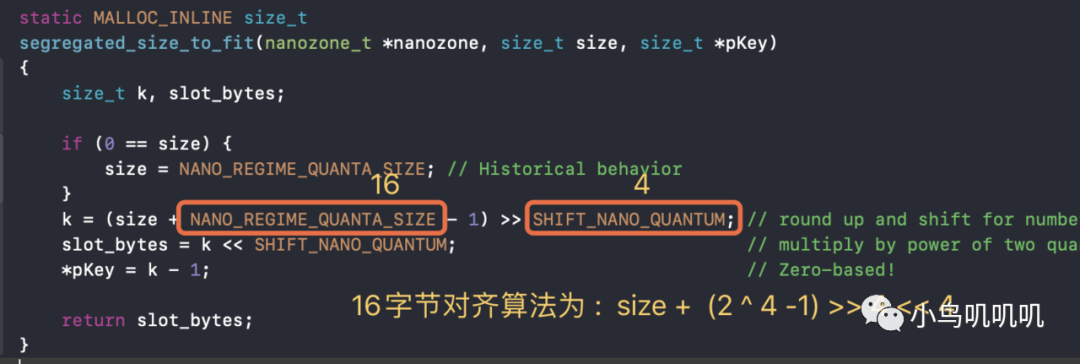 static MALLOC_INLINE size_t
segregated_size_to_fit(nanozone_t *nanozone, size_t size, size_t *pKey)
{
size_t k, slot_bytes;
if (0 == size) {
size = NANO_REGIME_QUANTA_SIZE; // Historical behavior
16 4
}
k = (size + NANO_REGIME_QUANTA_SIZE - 1) >> SHIFT_NANO_QUANTUM; // round up and shift for numbe
slot_bytes = k << SHIFT_NANO_QUANTUM; // multiply by power of two qua
*pKey = k - 1; // Zero-based!
16字节对齐算法为：size + (2 ^ 4 -1) >> << 4
小鸟叽叽叽
return slot_bytes;
}